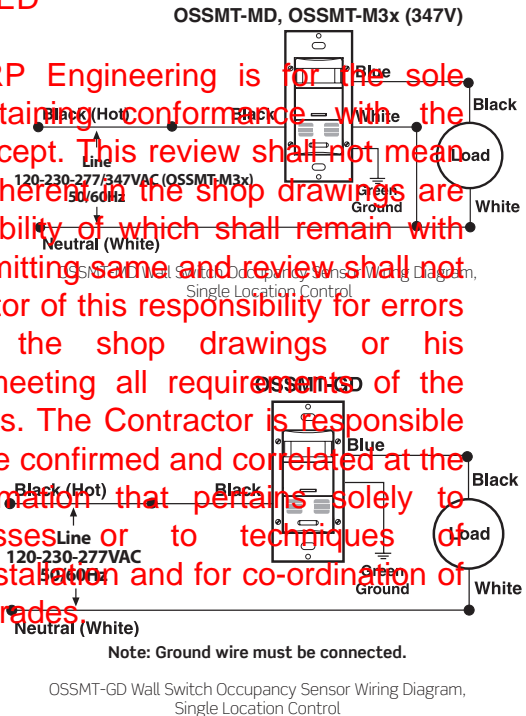 ED
OSSMT-MD, OSSMT-M3x (347V)
RP Engineering is for the sole
Blue
taining conformance with the
Black (Hot)
Black
White
Black
cept. This review shall not mean
Line
Load
120-230-277/347VAC (OSSMT-M3x)
herent in the shop drawings are
50/60Hz
Green
Ground
White
bility of which shall remain with
Neutral (White)
mitting same and review shall not
OSSMT-MD Wall Switch Occupancy Sensor Wiring Diagram,
Single Location Control
tor of this responsibility for errors
the shop drawings or his
meeting all requirements of the
OSSMT-GD
s. The Contractor is responsible
Blue
e confirmed and correlated at the
Black (Hot)
Black
Black
mation that pertains solely to
Line
Load
sses or to techniques of
120-230-277VAC
50/60Hz
Green
Ground
White
stallation and for co-ordination of
rades.
Neutral (White)
Note: Ground wire must be connected.
OSSMT-GD Wall Switch Occupancy Sensor Wiring Diagram,
Single Location Control